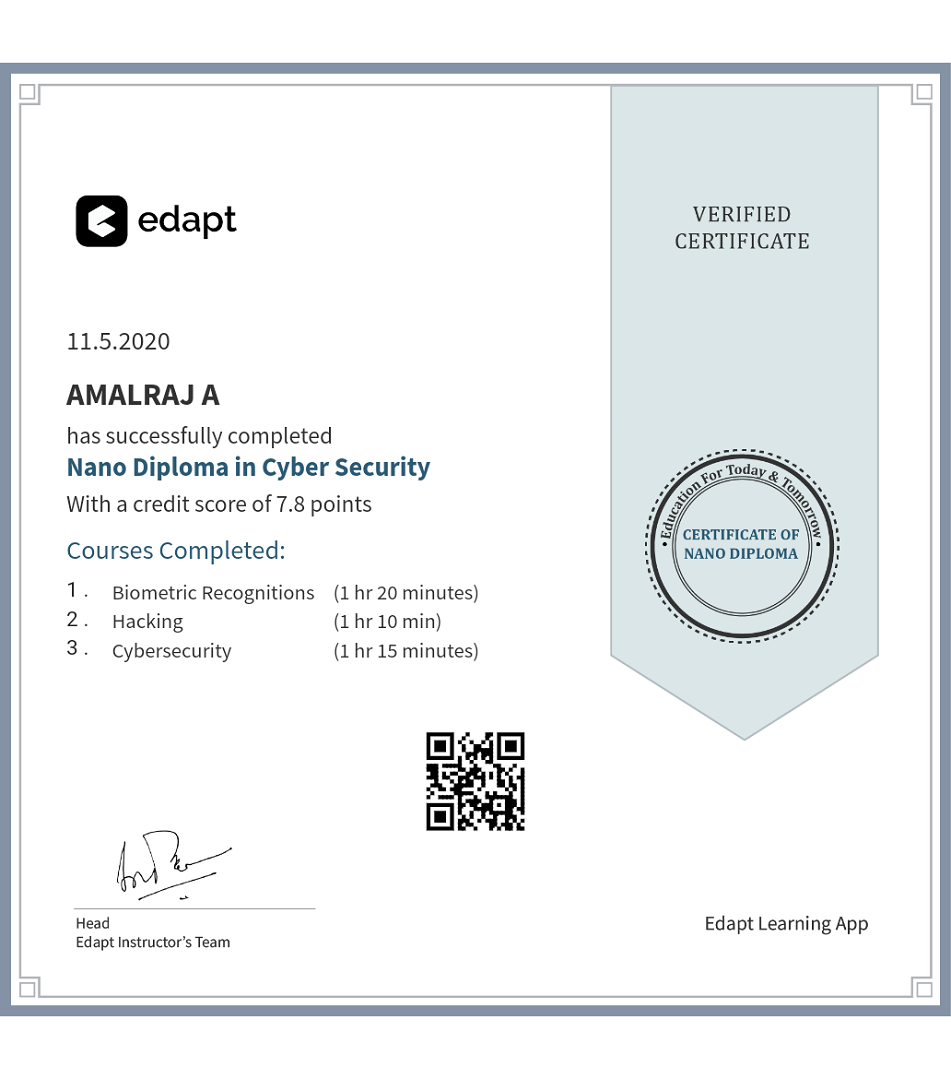 edapt
VERIFIED
CERTIFICATE
11.5.2020
AMALRAJ A
has successfully completed
Nano Diploma in Cyber Security
With a credit score of 7.8 points
Courses Completed:
1 . Biometric Recognitions (1 hr 20 minutes)
2 . Hacking (1 hr 10 min)
3 . Cybersecurity (1 hr 15 minutes)
• Education For Today & Tomorrow •
CERTIFICATE OF
NANO DIPLOMA
Head
Edapt Instructor's Team
Edapt Learning App